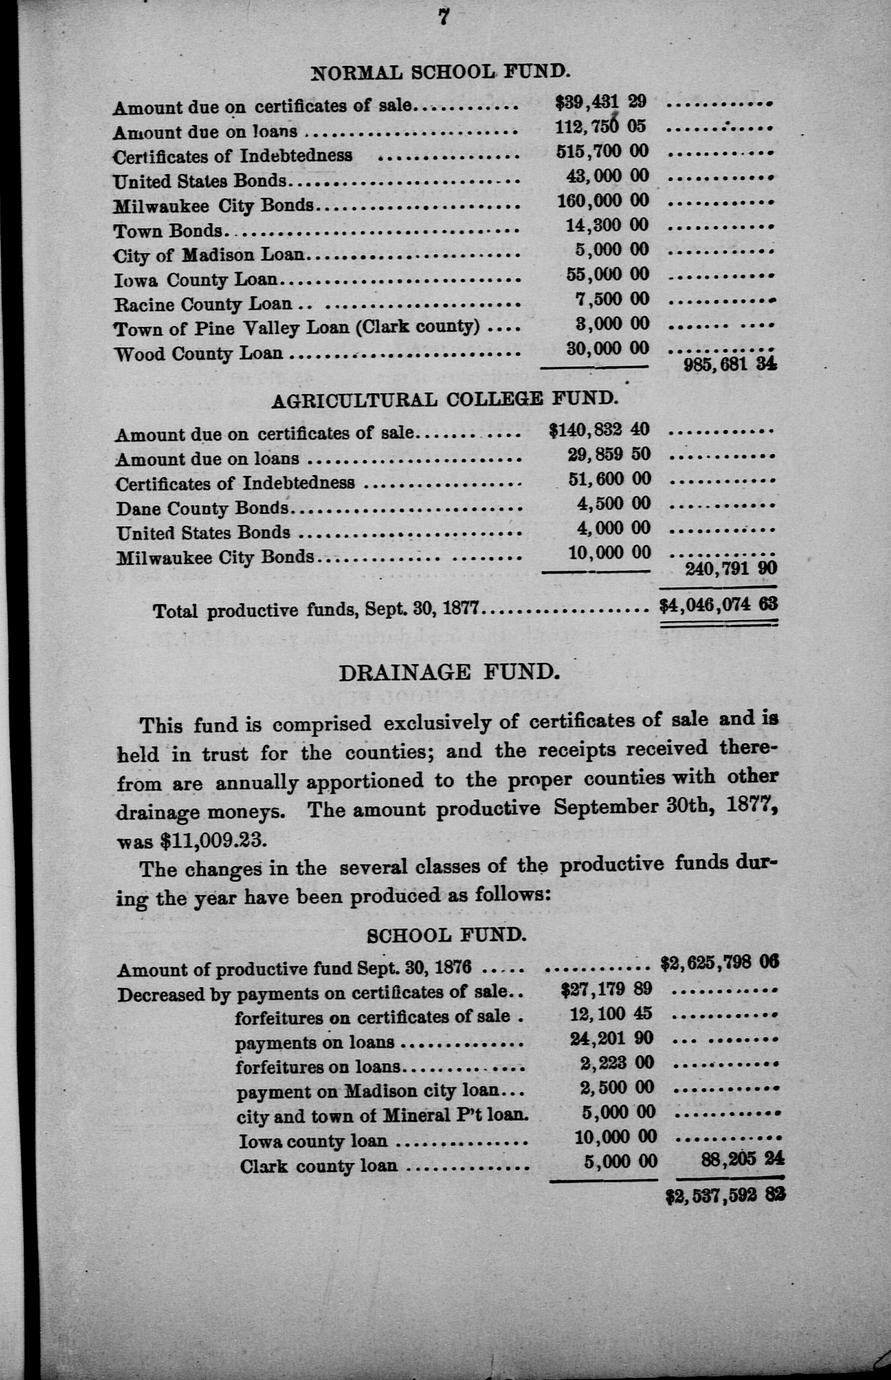 7
NORMAL SCHOOL FUND.
Amount due on certificates of sale............ $39,431 29 ............
Amount due on loans ........................ 112,750 05 ............
Certificates of Indebtedness ................ 515,700 00 ............
United States Bonds.......................... 43,000 00 ............
Milwaukee City Bonds........................ 160,000 00 ............
Town Bonds................................. 14,300 00 ............
City of Madison Loan........................ 5,000 00 ............
Iowa County Loan........................... 55,000 00 ............
Racine County Loan .. ...................... 7,500 00 ............
Town of Pine Valley Loan (Clark county) .... 3,000 00 ....... ....
Wood County Loan .......................... 30,000 00 ............
985,681 34
AGRICULTURAL COLLEGE FUND.
Amount due on certificates of sale....... .... $140,832 40 ............
Amount due on loans ........................ 29,859 50 ............
Certificates of Indebtedness .................. 51,600 00 ............
Dane County Bonds.......................... 4,500 00 ............
United States Bonds ......................... 4,000 00 ............
Milwaukee City Bonds............. ........ 10,000 00 ............
240,791 90
Total productive funds, Sept. 30, 1877................... $4,046,074 63
DRAINAGE FUND.
This fund is comprised exclusively of certificates of sale and is
held in trust for the counties; and the receipts received there-
from are annually apportioned to the proper counties with other
drainage moneys. The amount productive September 30th, 1877,
was $11,009.23.
The changes in the several classes of the productive funds dur-
ing the year have been produced as follows:
SCHOOL FUND.
Amount of productive fund Sept. 30, 1876 ..... ............ $2,625,798 06
Decreased by payments on certificates of sale.. $27,179 89 ............
forfeitures on certificates of sale . 12,100 45 ............
payments on loans .............. 24,201 90 ... ........
forfeitures on loans.............. 2,223 00 ............
payment on Madison city loan... 2,500 00 ............
city and town of Mineral P't loan. 5,000 00 ............
Iowa county loan ............... 10,000 00 ............
Clark county loan .............. 5,000 00 88,205 24
$2,537,592 82